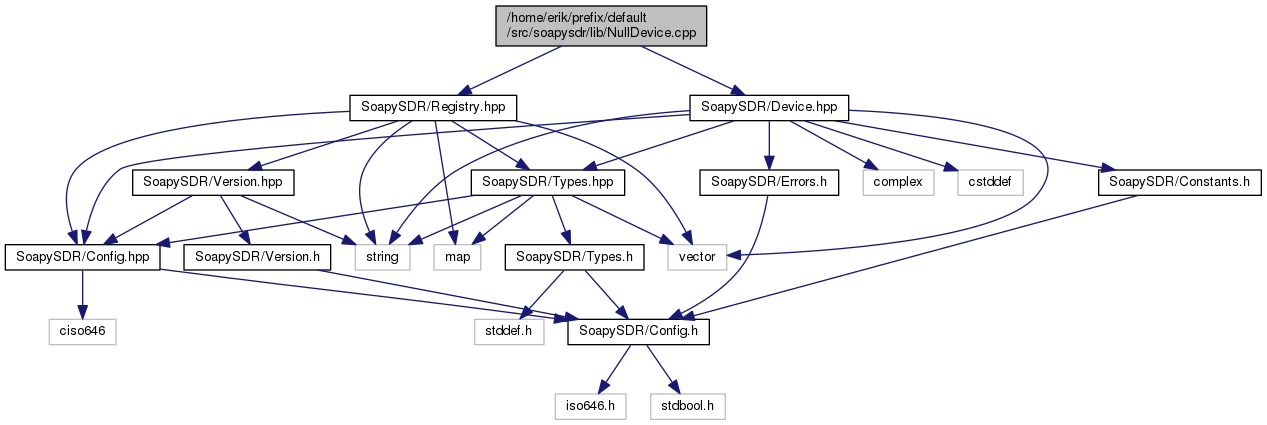 /home/erik/prefix/default
/src/soapysdr/lib/NullDevice.cpp
SoapySDR/Registry.hpp
SoapySDR/Device.hpp
SoapySDR/Version.hpp
SoapySDR/Types.hpp
SoapySDR/Errors.h
complex
cstddef
SoapySDR/Constants.h
SoapySDR/Config.hpp
SoapySDR/Version.h
string
map
SoapySDR/Types.h
vector
ciso646
stddef.h
SoapySDR/Config.h
iso646.h
stdbool.h